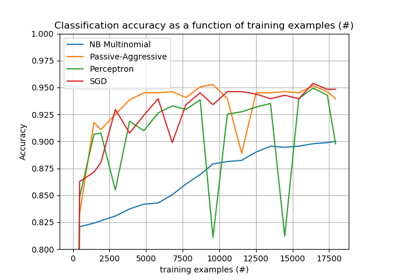 Classification accuracy as a function of training examples (#)
1.000
0.975
0.950
0.925
0.900
0.875
0.850
0.825
0.800
Accuracy
NB Multinomial
Passive-Aggressive
Perceptron
SGD
0 2500 5000 7500 10000 12500 15000 17500
training examples (#)